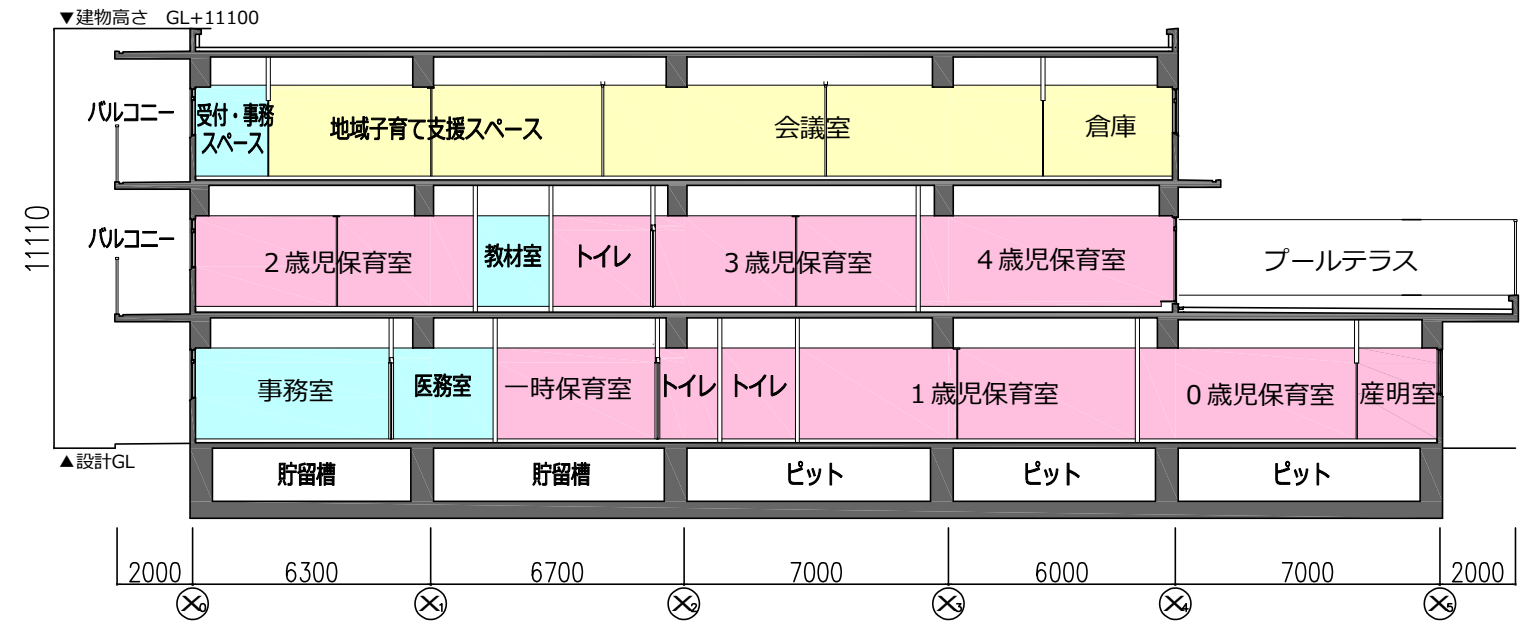 ▼建物高さ GL+11100
バルコニー
受付・事務
スペース
地域子育て支援スペース
会議室
倉庫
11110
バルコニー
２歳児保育室
教材室
トイレ
３歳児保育室
４歳児保育室
プールテラス
事務室
医務室
一時保育室
トイレ
トイレ
１歳児保育室
０歳児保育室
産明室
▲設計GL
貯留槽
貯留槽
ピット
ピット
ピット
2000
6300
6700
7000
6000
7000
2000
X0
X1
X2
X3
X4
X5